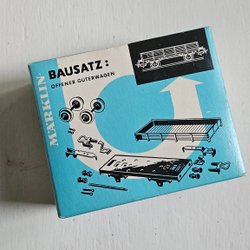 MÄRKLIN
BAUSATZ:
OFFENER GÜTERWAGEN